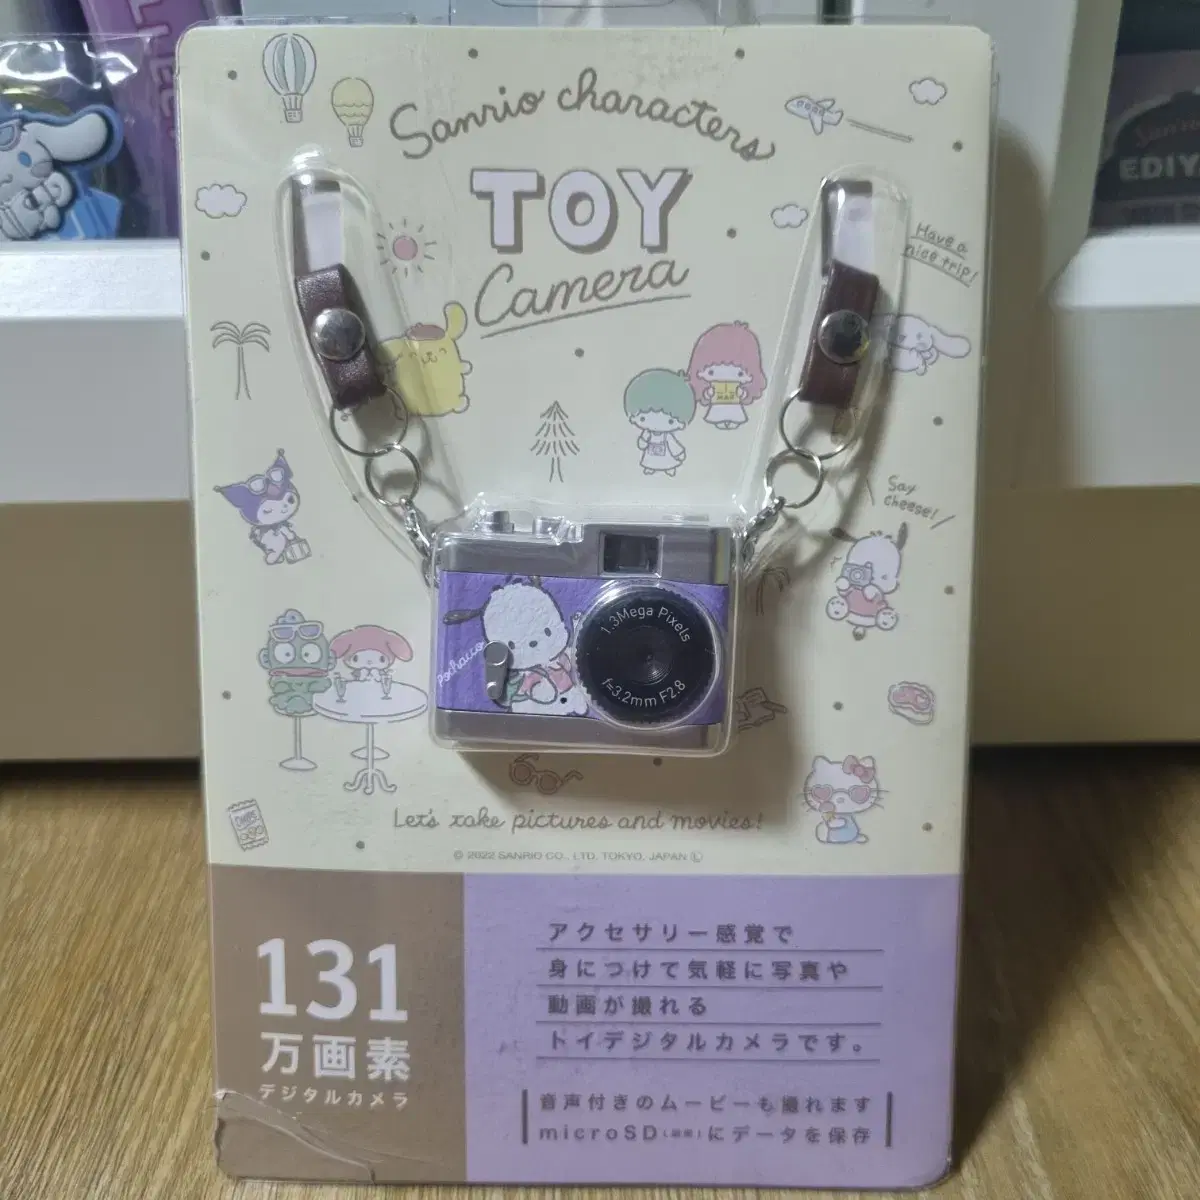 Sanrio characters
TOY
Camera
Have a
nice trip!
Say
cheese!
1.3Mega Pixels
f=3.2mm F2.8
Pochacco
Let's take pictures and movies!
© 2022 SANRIO CO., LTD. TOKYO, JAPAN Ⓛ
131
万画素
デジタルカメラ
アクセサリー感覚で
身につけて気軽に写真や
動画が撮れる
トイデジタルカメラです。
音声付きのムービーも撮れます
microSD(別売)にデータを保存
EDIY